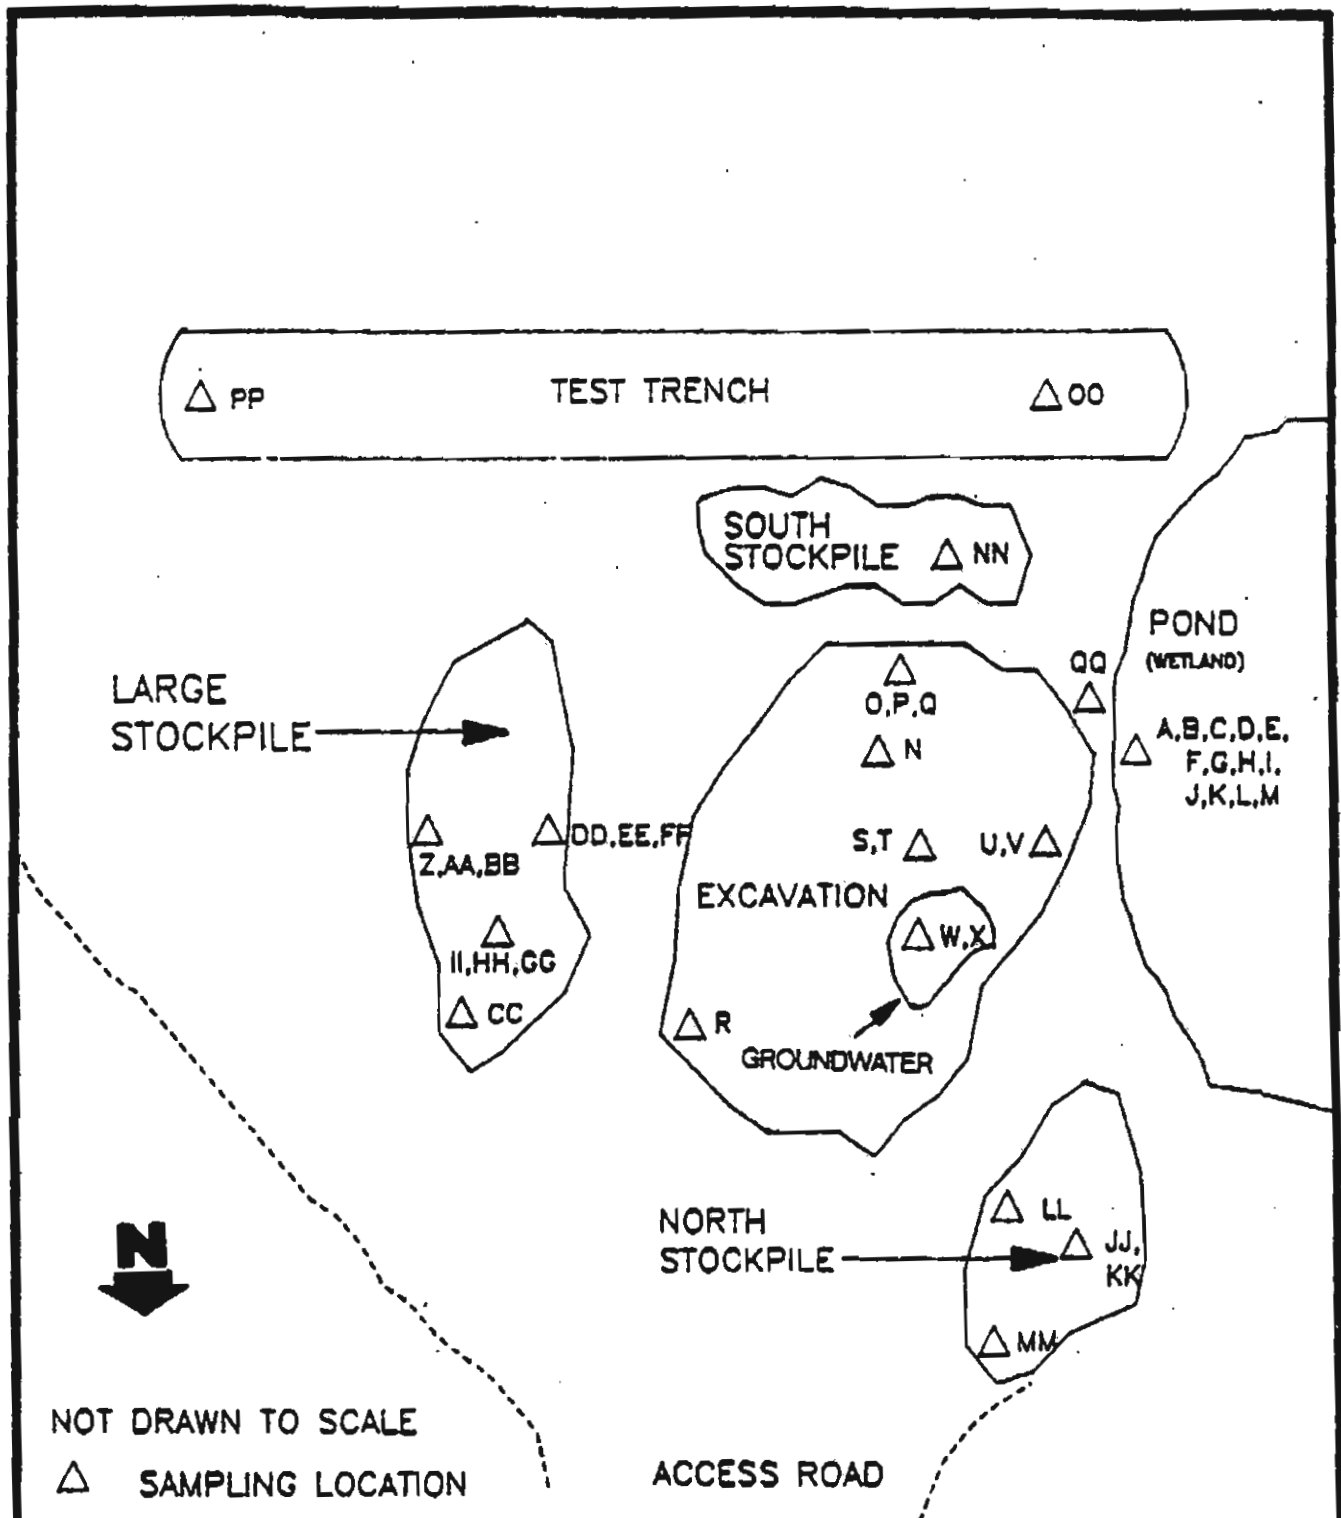 PP
TEST TRENCH
OO
SOUTH
STOCKPILE
NN
POND
(WETLAND)
QQ
LARGE
STOCKPILE
O,P,Q
N
A,B,C,D,E,
F,G,H,I,
J,K,L,M
Z,AA,BB
DD,EE,FF
S,T
U,V
EXCAVATION
W,X
II,HH,GG
CC
R
GROUNDWATER
NORTH
STOCKPILE
LL
JJ,
KK
MM
N
NOT DRAWN TO SCALE
SAMPLING LOCATION
ACCESS ROAD